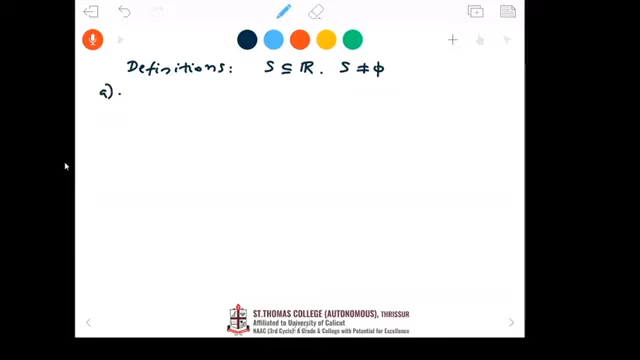 Definitions: S ⊆ ℝ. S ≠ ϕ
a).
ST.THOMAS COLLEGE (AUTONOMOUS), THRISSUR
Affiliated to University of Calicut
NAAC (3rd Cycle): A Grade & College with Potential for Excellence